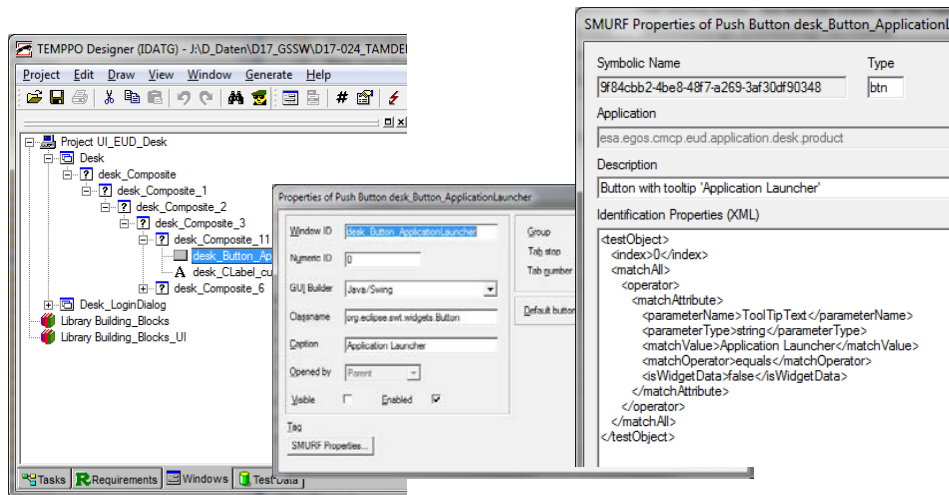 TEMPPO Designer (IDATG) - J:\D_Daten\D17_GSSW\D17-024_TAMDE
Project Edit Draw View Window Generate Help
Project UI_EUD_Desk
Desk
desk_Composite
desk_Composite_1
desk_Composite_2
desk_Composite_3
desk_Composite_11
desk_Button_Ap
desk_CLabel_cu
desk_Composite_6
Desk_LoginDialog
Library Building_Blocks
Library Building_Blocks_UI
Tasks Requirements Windows Test Data
Properties of Push Button desk_Button_ApplicationLauncher
Window ID desk_Button_ApplicationLauncher
Numeric ID 0
GUI Builder Java/Swing
Classname org.eclipse.swt.widgets.Button
Caption Application Launcher
Opened by Parent
Visible Enabled
Tag
SMURF Properties...
Group
Tab stop
Tab number
Default button
SMURF Properties of Push Button desk_Button_ApplicationL
Symbolic Name Type
9f84cbb2-4be8-48f7-a269-3af30df90348 btn
Application
esa.egos.cmcp.eud.application.desk.product
Description
Button with tooltip 'Application Launcher'
Identification Properties (XML)
<testObject>
<index>0</index>
<matchAll>
<operator>
<matchAttribute>
<parameterName>ToolTipText</parameterName>
<parameterType>string</parameterType>
<matchValue>Application Launcher</matchValue>
<matchOperator>equals</matchOperator>
<isWidgetData>false</isWidgetData>
</matchAttribute>
</operator>
</matchAll>
</testObject>